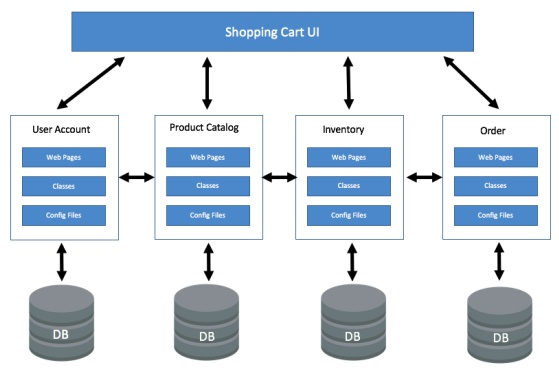 Shopping Cart UI
User Account
Web Pages
Classes
Config Files
Product Catalog
Web Pages
Classes
Config Files
Inventory
Web Pages
Classes
Config Files
Order
Web Pages
Classes
Config Files
DB
DB
DB
DB